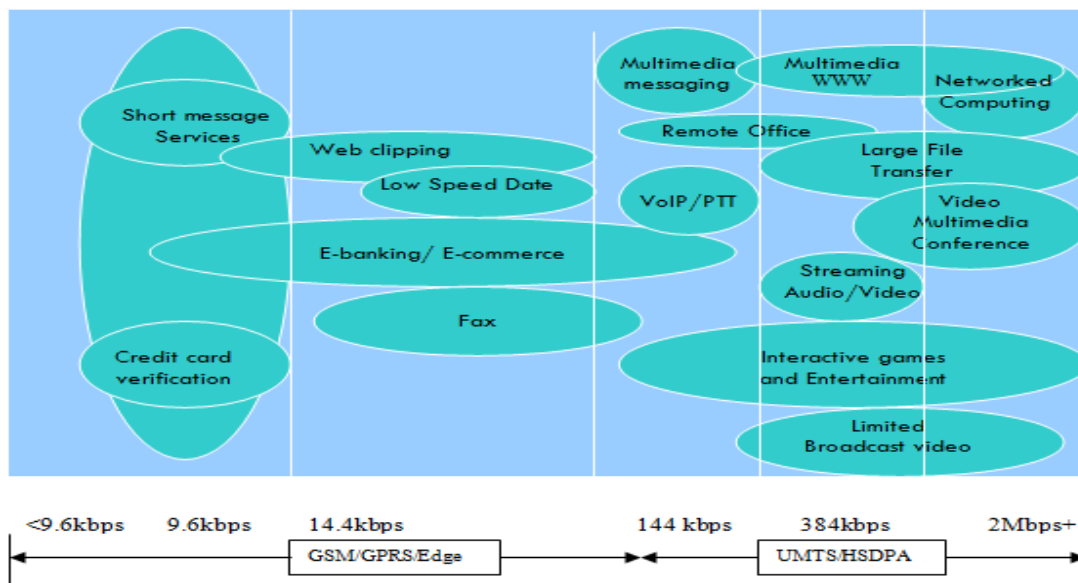 Multimedia
messaging
Multimedia
WWW
Networked
Computing
Short message
Services
Remote Office
Web clipping
Large File
Transfer
Low Speed Date
VoIP/PTT
Video
Multimedia
Conference
E-banking/ E-commerce
Streaming
Audio/Video
Fax
Credit card
verification
Interactive games
and Entertainment
Limited
Broadcast video
<9.6kbps 9.6kbps 14.4kbps 144 kbps 384kbps 2Mbps+
GSM/GPRS/Edge UMTS/HSDPA